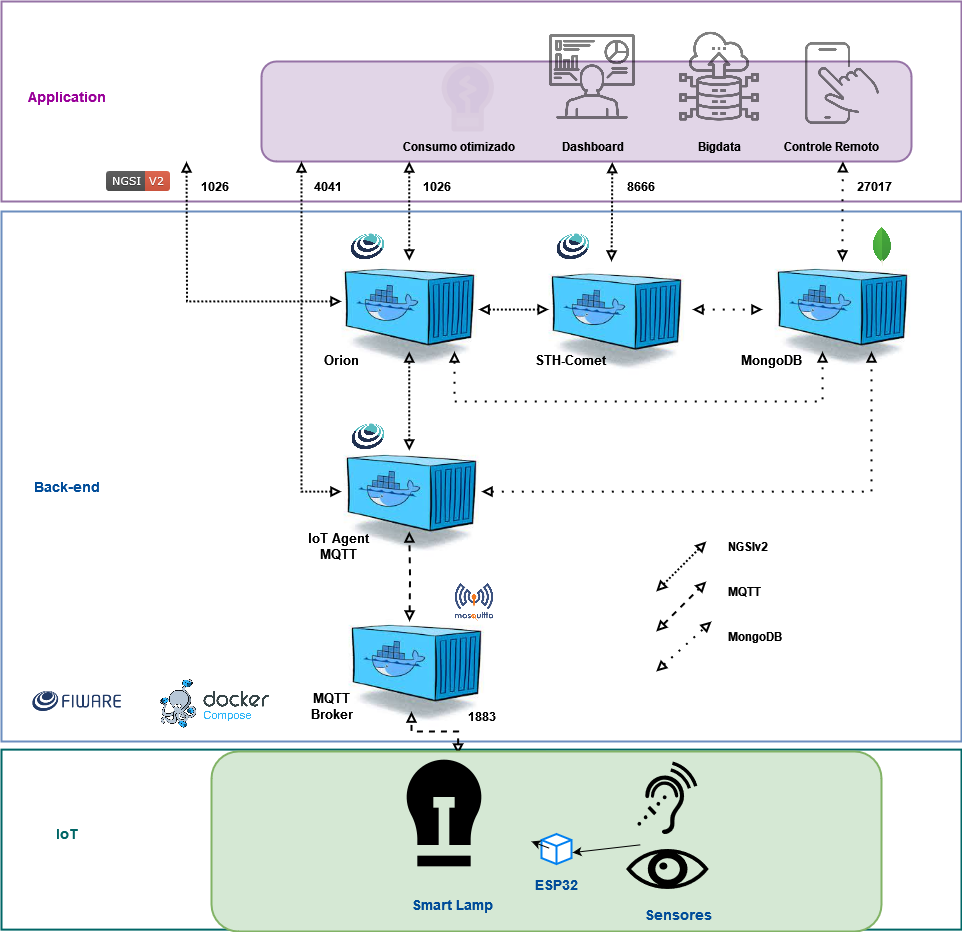 Application
Consumo otimizado
Dashboard
Bigdata
Controle Remoto
NGSI V2
1026
4041
1026
8666
27017
Orion
STH-Comet
MongoDB
Back-end
IoT Agent
MQTT
NGSIv2
MQTT
MongoDB
mosquitto
FIWARE
docker
Compose
MQTT
Broker
1883
IoT
ESP32
Smart Lamp
Sensores